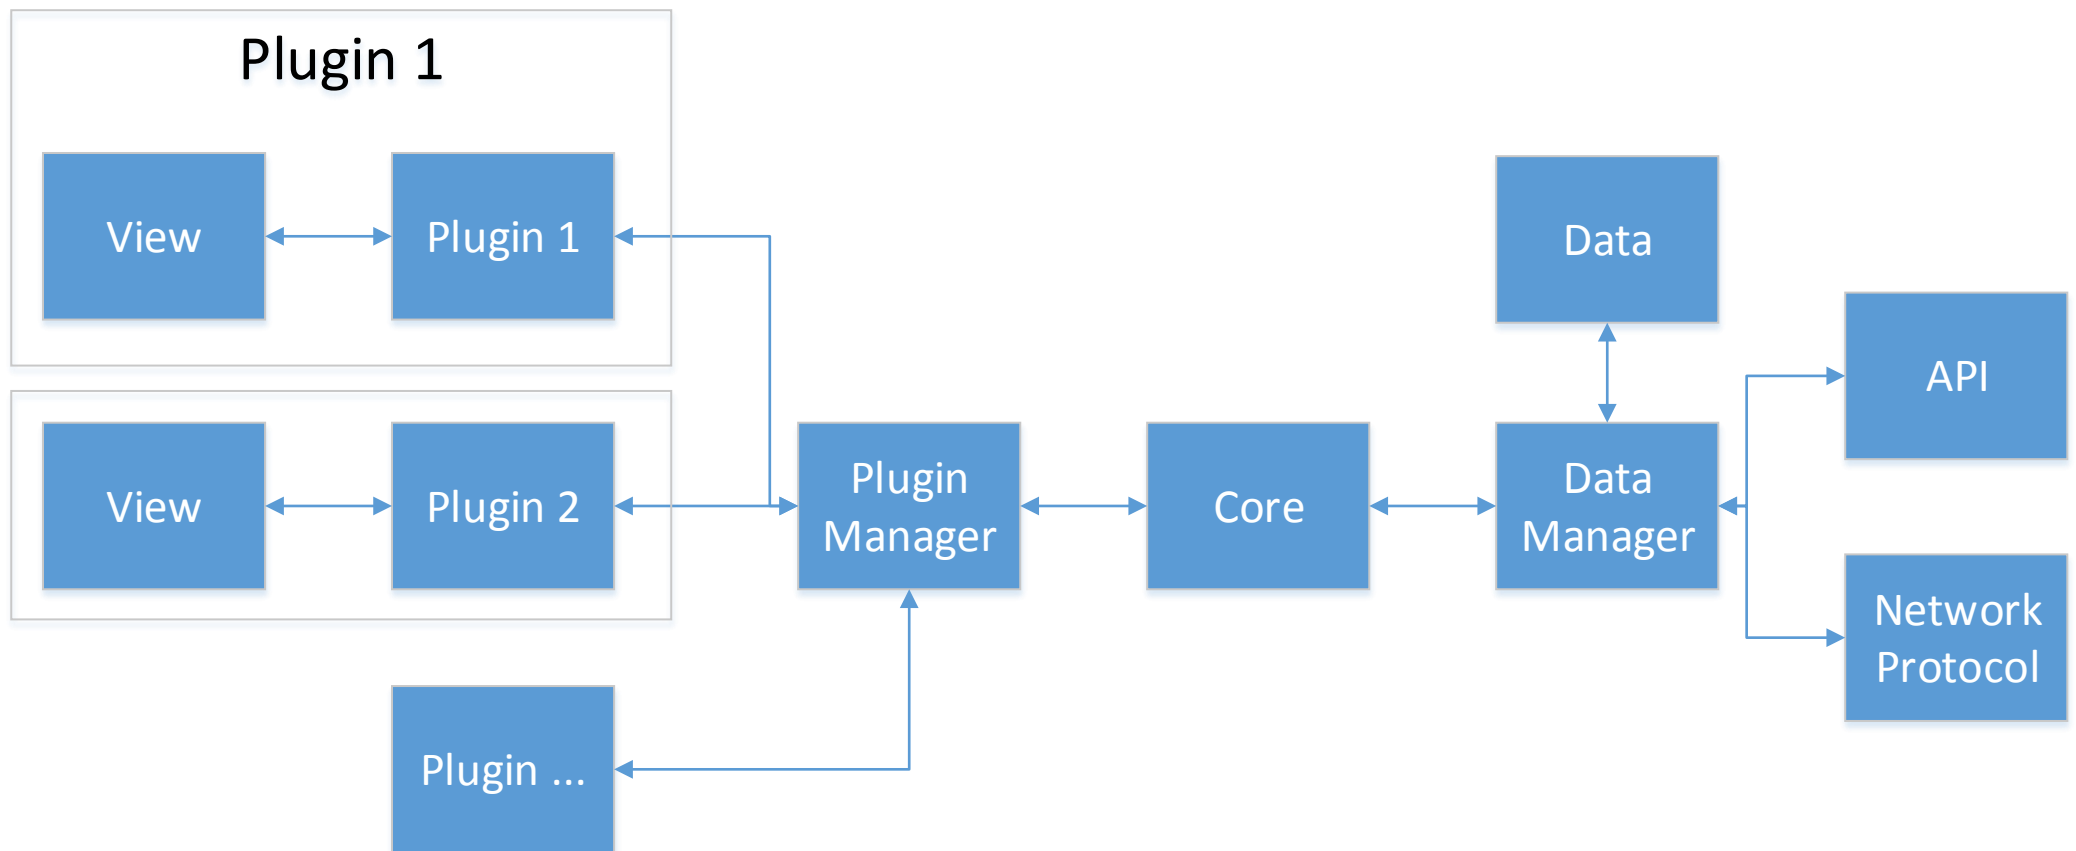 Plugin 1
View
Plugin 1
Data
API
View
Plugin 2
Plugin
Manager
Core
Data
Manager
Network
Protocol
Plugin ...